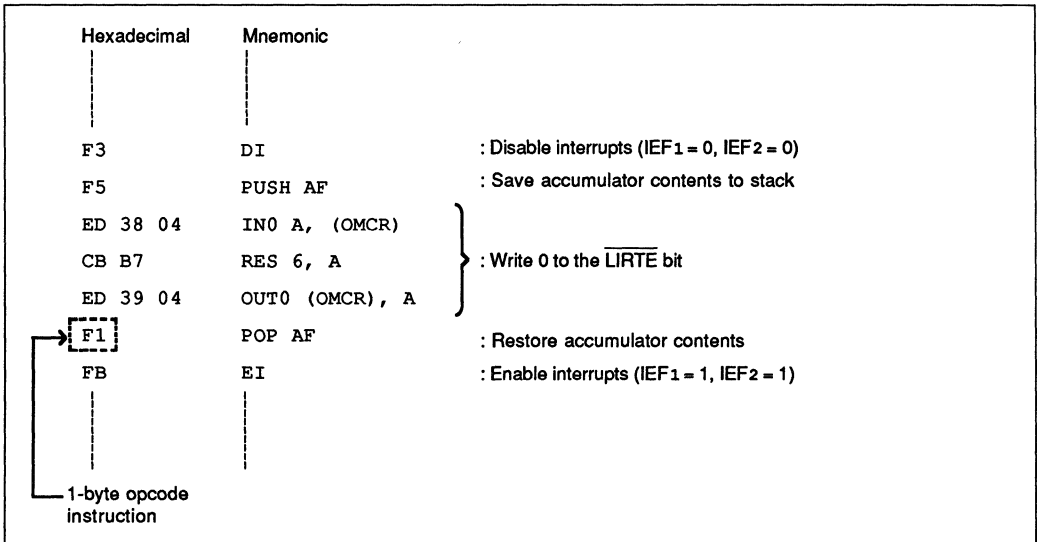 Hexadecimal Mnemonic
F3 DI : Disable interrupts (IEF1 = 0, IEF2 = 0)
F5 PUSH AF : Save accumulator contents to stack
ED 38 04 IN0 A, (OMCR)
CB B7 RES 6, A : Write 0 to the L̅I̅R̅T̅E̅ bit
ED 39 04 OUT0 (OMCR), A
F1 POP AF : Restore accumulator contents
FB EI : Enable interrupts (IEF1 = 1, IEF2 = 1)
1-byte opcode
instruction